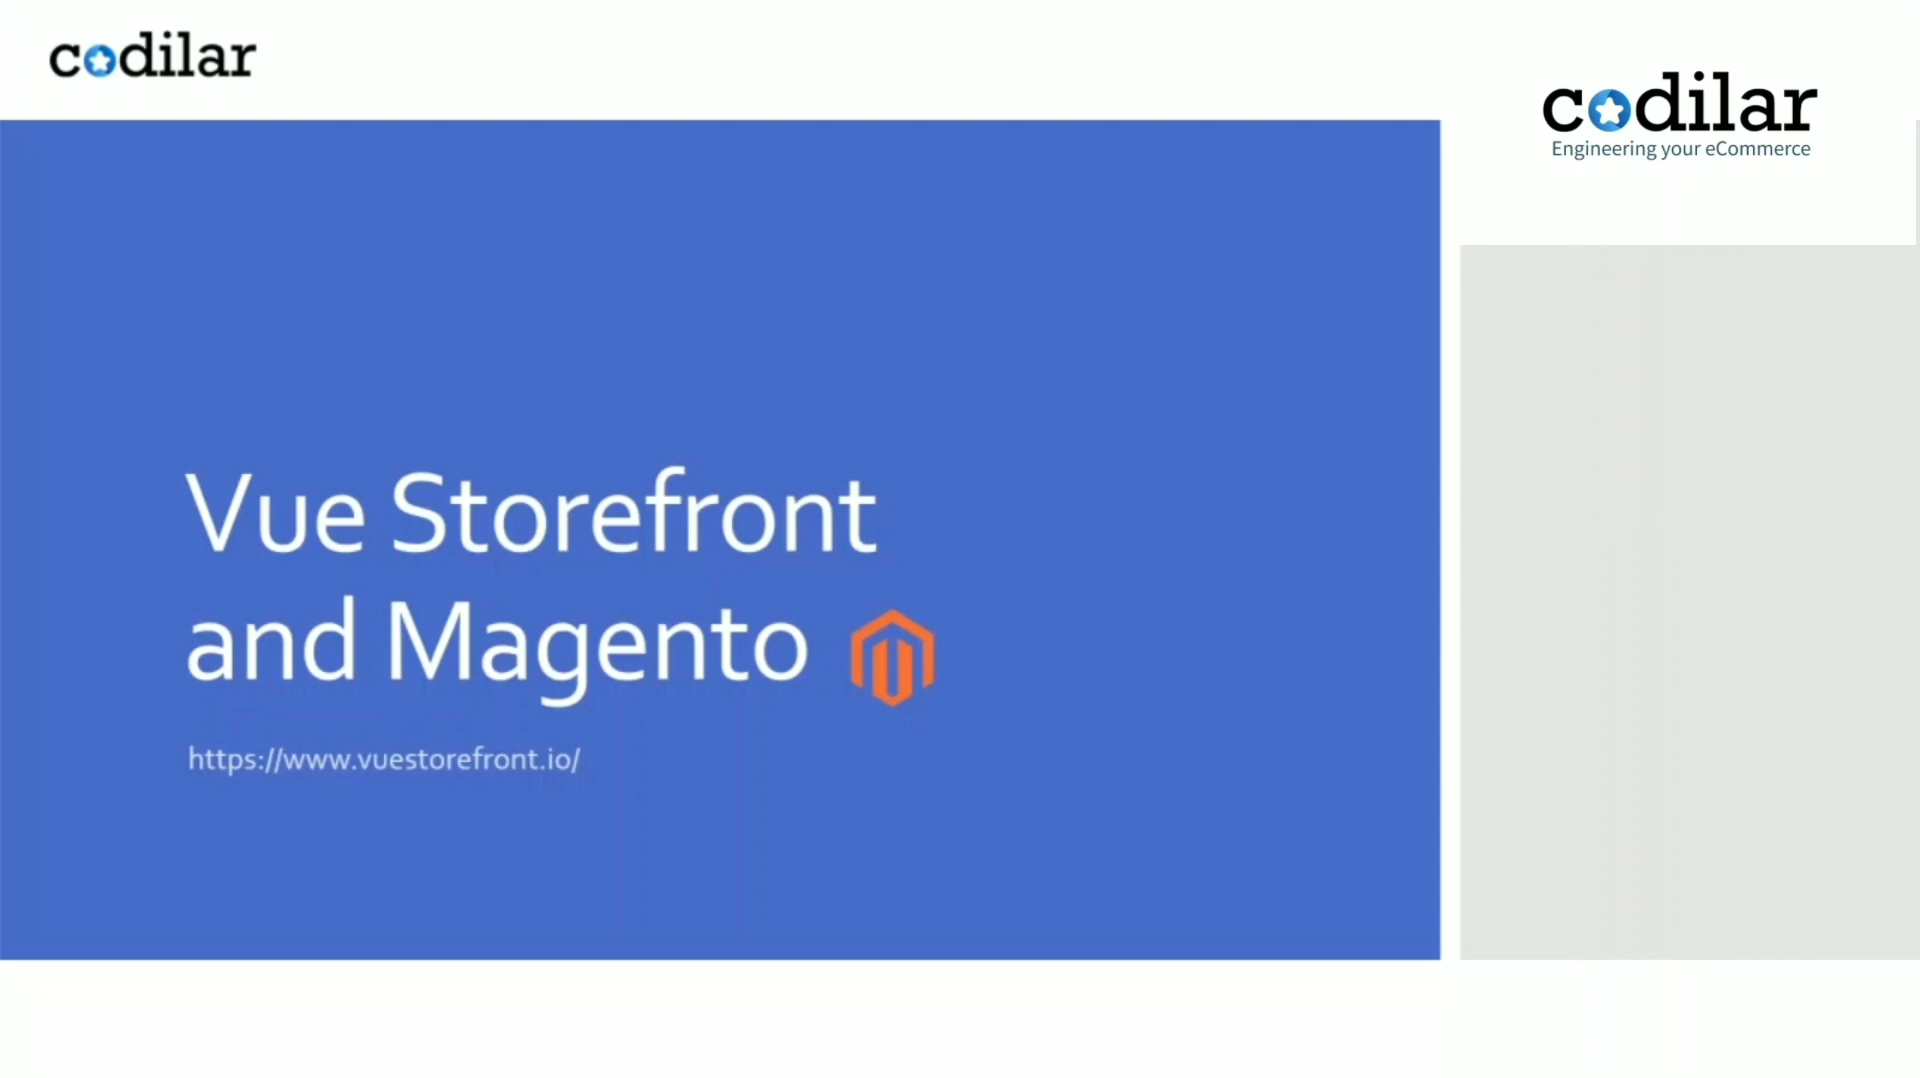 codilar
codilar
Engineering your eCommerce
Vue Storefront
and Magento
https://www.vuestorefront.io/